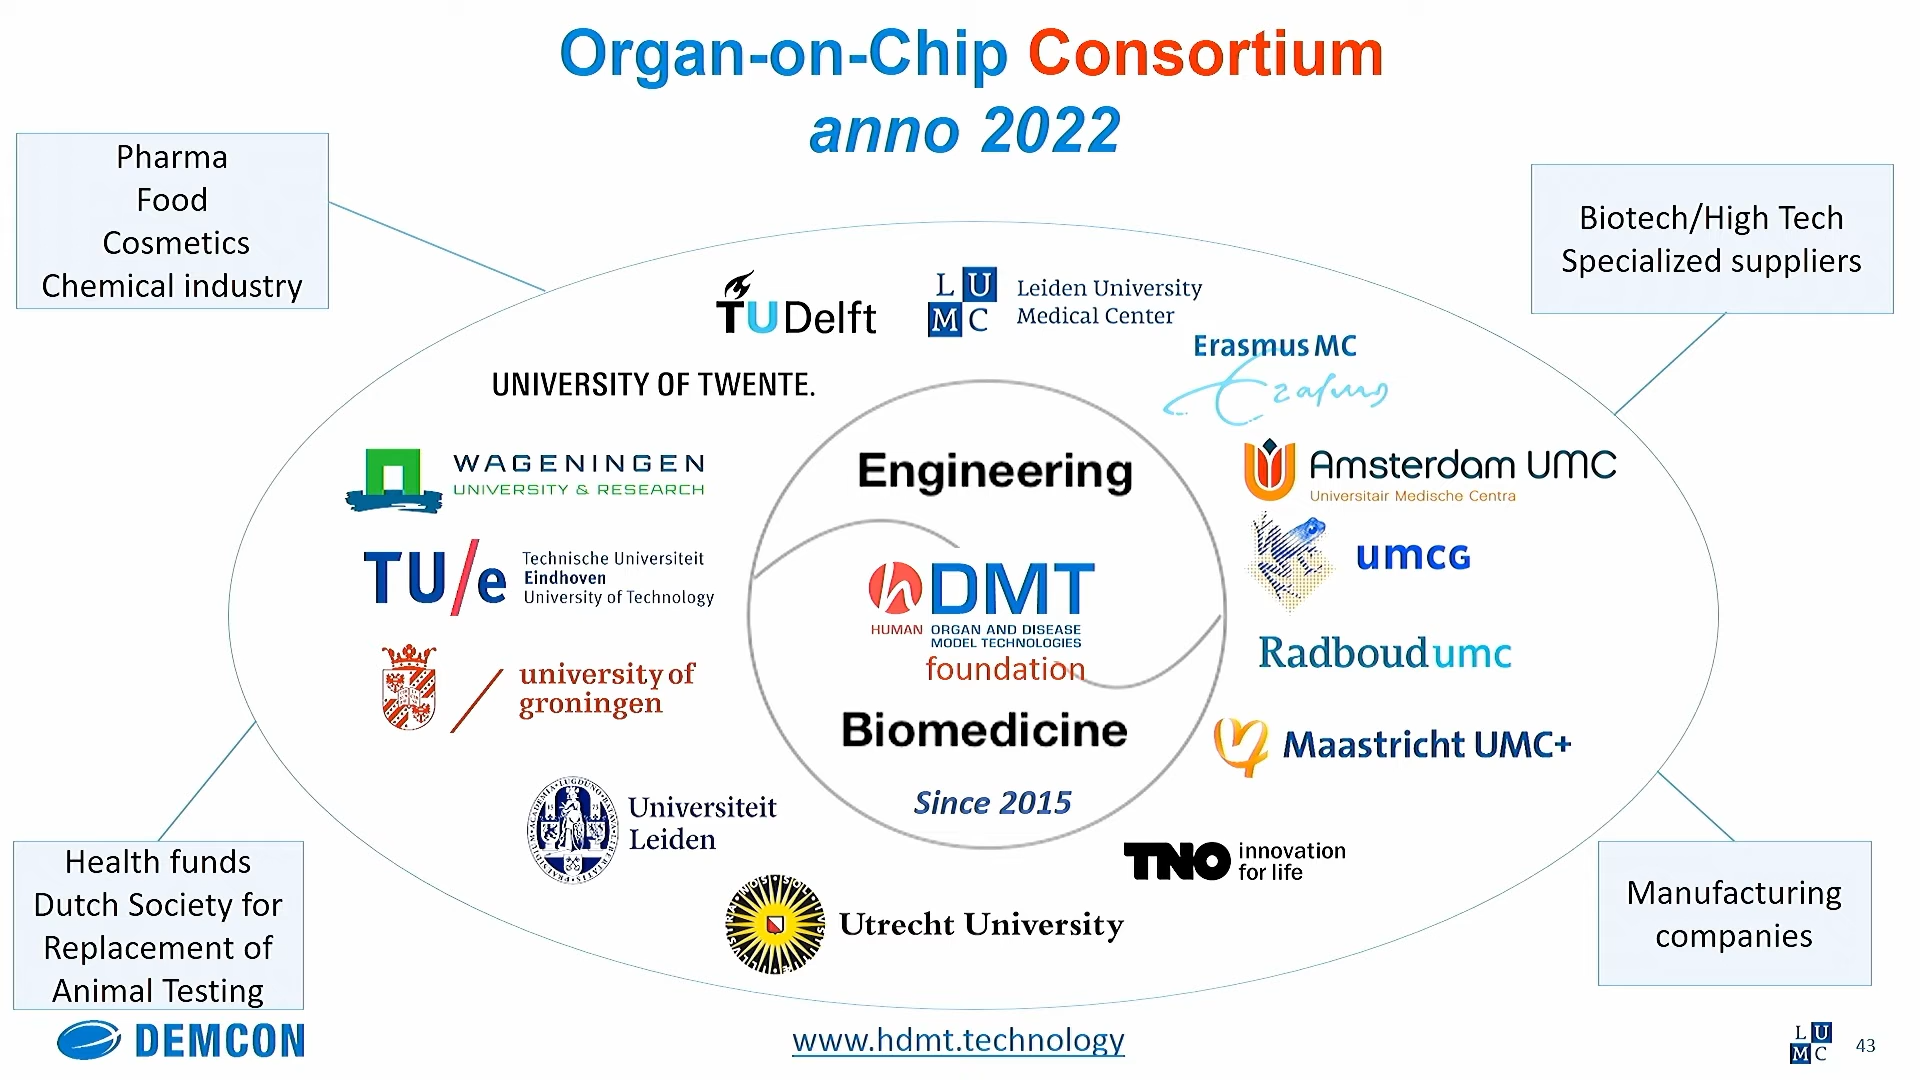 Organ-on-Chip Consortium
anno 2022
Pharma
Food
Cosmetics
Chemical industry
Biotech/High Tech
Specialized suppliers
TU Delft
L U
M C
Leiden University
Medical Center
Erasmus MC
Erasmus
UNIVERSITY OF TWENTE.
WAGENINGEN
UNIVERSITY & RESEARCH
Engineering
Amsterdam UMC
Universitair Medische Centra
TU/e
Technische Universiteit
Eindhoven
University of Technology
hDMT
HUMAN ORGAN AND DISEASE
MODEL TECHNOLOGIES
foundation
umcg
Radboudumc
university of
groningen
Biomedicine
Since 2015
Maastricht UMC+
Universiteit
Leiden
TNO innovation
for life
Utrecht University
Health funds
Dutch Society for
Replacement of
Animal Testing
Manufacturing
companies
DEMCON
www.hdmt.technology
L U
M C
43